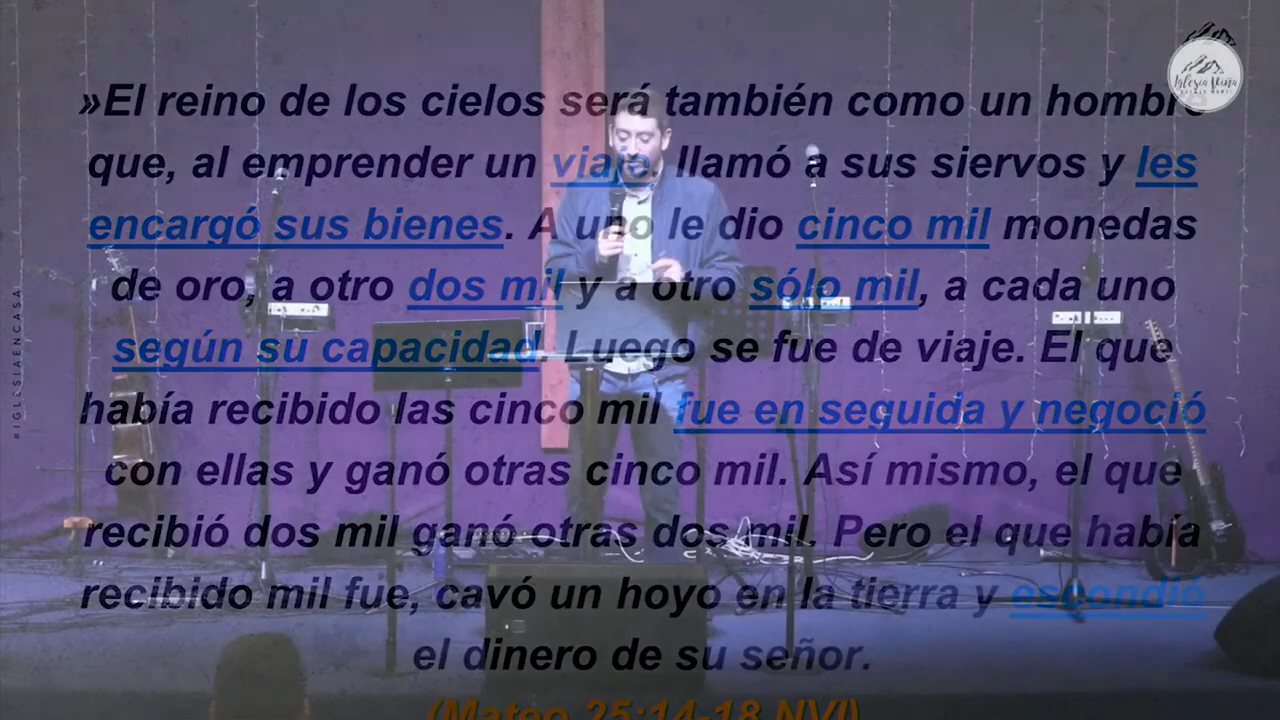 »El reino de los cielos será también como un hombre
que, al emprender un viaje, llamó a sus siervos y les
encargó sus bienes. A uno le dio cinco mil monedas
de oro, a otro dos mil y a otro sólo mil, a cada uno
según su capacidad. Luego se fue de viaje. El que
había recibido las cinco mil fue en seguida y negoció
con ellas y ganó otras cinco mil. Así mismo, el que
recibió dos mil ganó otras dos mil. Pero el que había
recibido mil fue, cavó un hoyo en la tierra y escondió
el dinero de su señor.
(Mateo 25:14-18 NVI)
Iglesia Viña
#IGLESIAENCASA